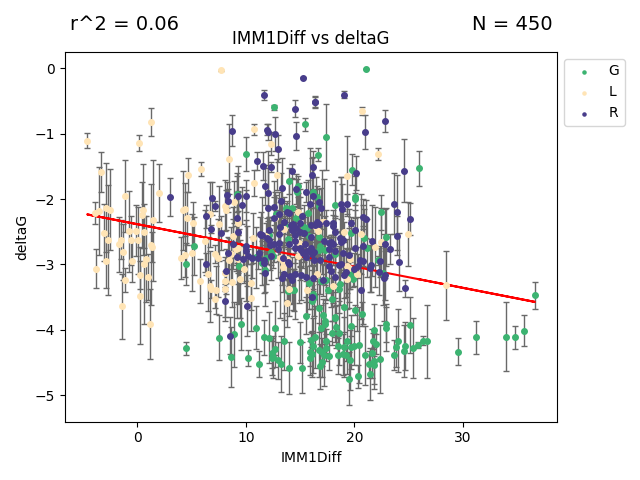 r^2 = 0.06
N = 450
IMM1Diff vs deltaG
G
L
R
0
−1
−2
−3
−4
−5
deltaG
0
10
20
30
IMM1Diff